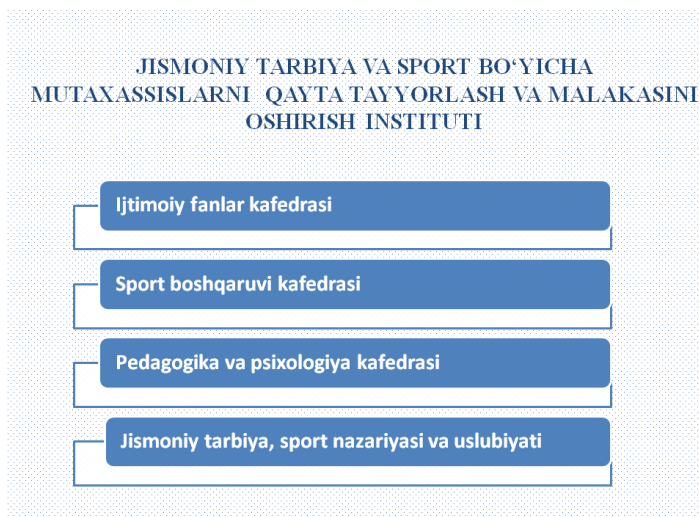 JISMONIY TARBIYA VA SPORT BO‘YICHA
MUTAXASSISLARNI QAYTA TAYYORLASH VA MALAKASINI
OSHIRISH INSTITUTI
Ijtimoiy fanlar kafedrasi
Sport boshqaruvi kafedrasi
Pedagogika va psixologiya kafedrasi
Jismoniy tarbiya, sport nazariyasi va uslubiyati